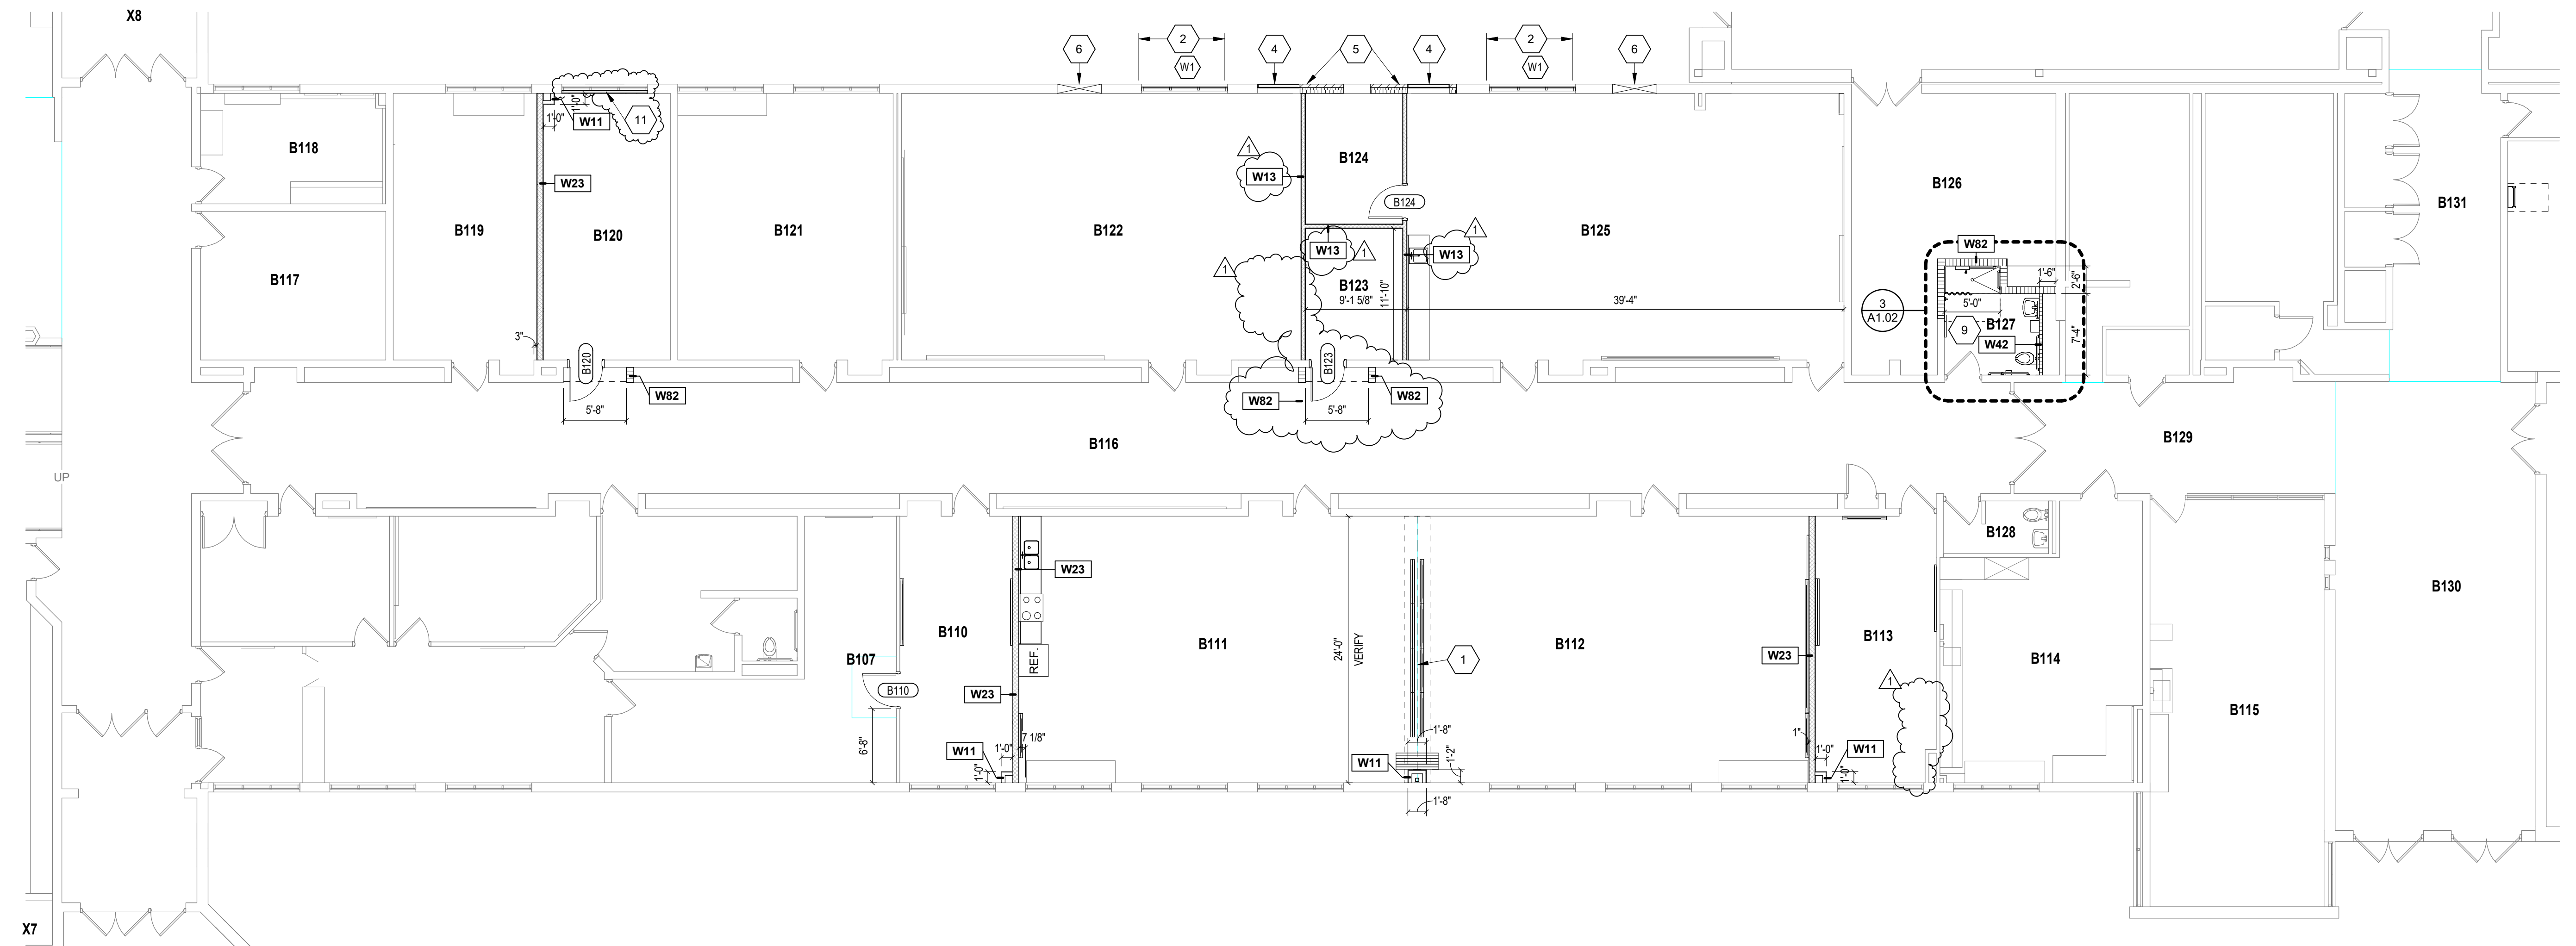 X8
6
2
W1
4
5
4
2
W1
6
1'-0"
1'-0"
W11
11
B118
W23
B119
B120
B117
3"
B120
W82
5'-8"
B121
B122
1
W13
B124
B124
W13
1
1
W13
1
B123
9'-1 5/8"
11'-10"
39'-4"
B125
B123
W82
W82
5'-8"
B126
B131
W82
1'-6"
2'-6"
3
A1.02
5'-0"
9
B127
W42
7'-4"
UP
B116
B129
B128
W23
REF.
B110
B107
B110
W23
6'-8"
W11
1'-0"
1'-0"
7 1/8"
B111
24'-0"
VERIFY
1
B112
W11
1'-8"
1'-2"
1'-8"
W23
1"
B113
1'-0"
1'-0"
W11
1
B114
B115
B130
X7